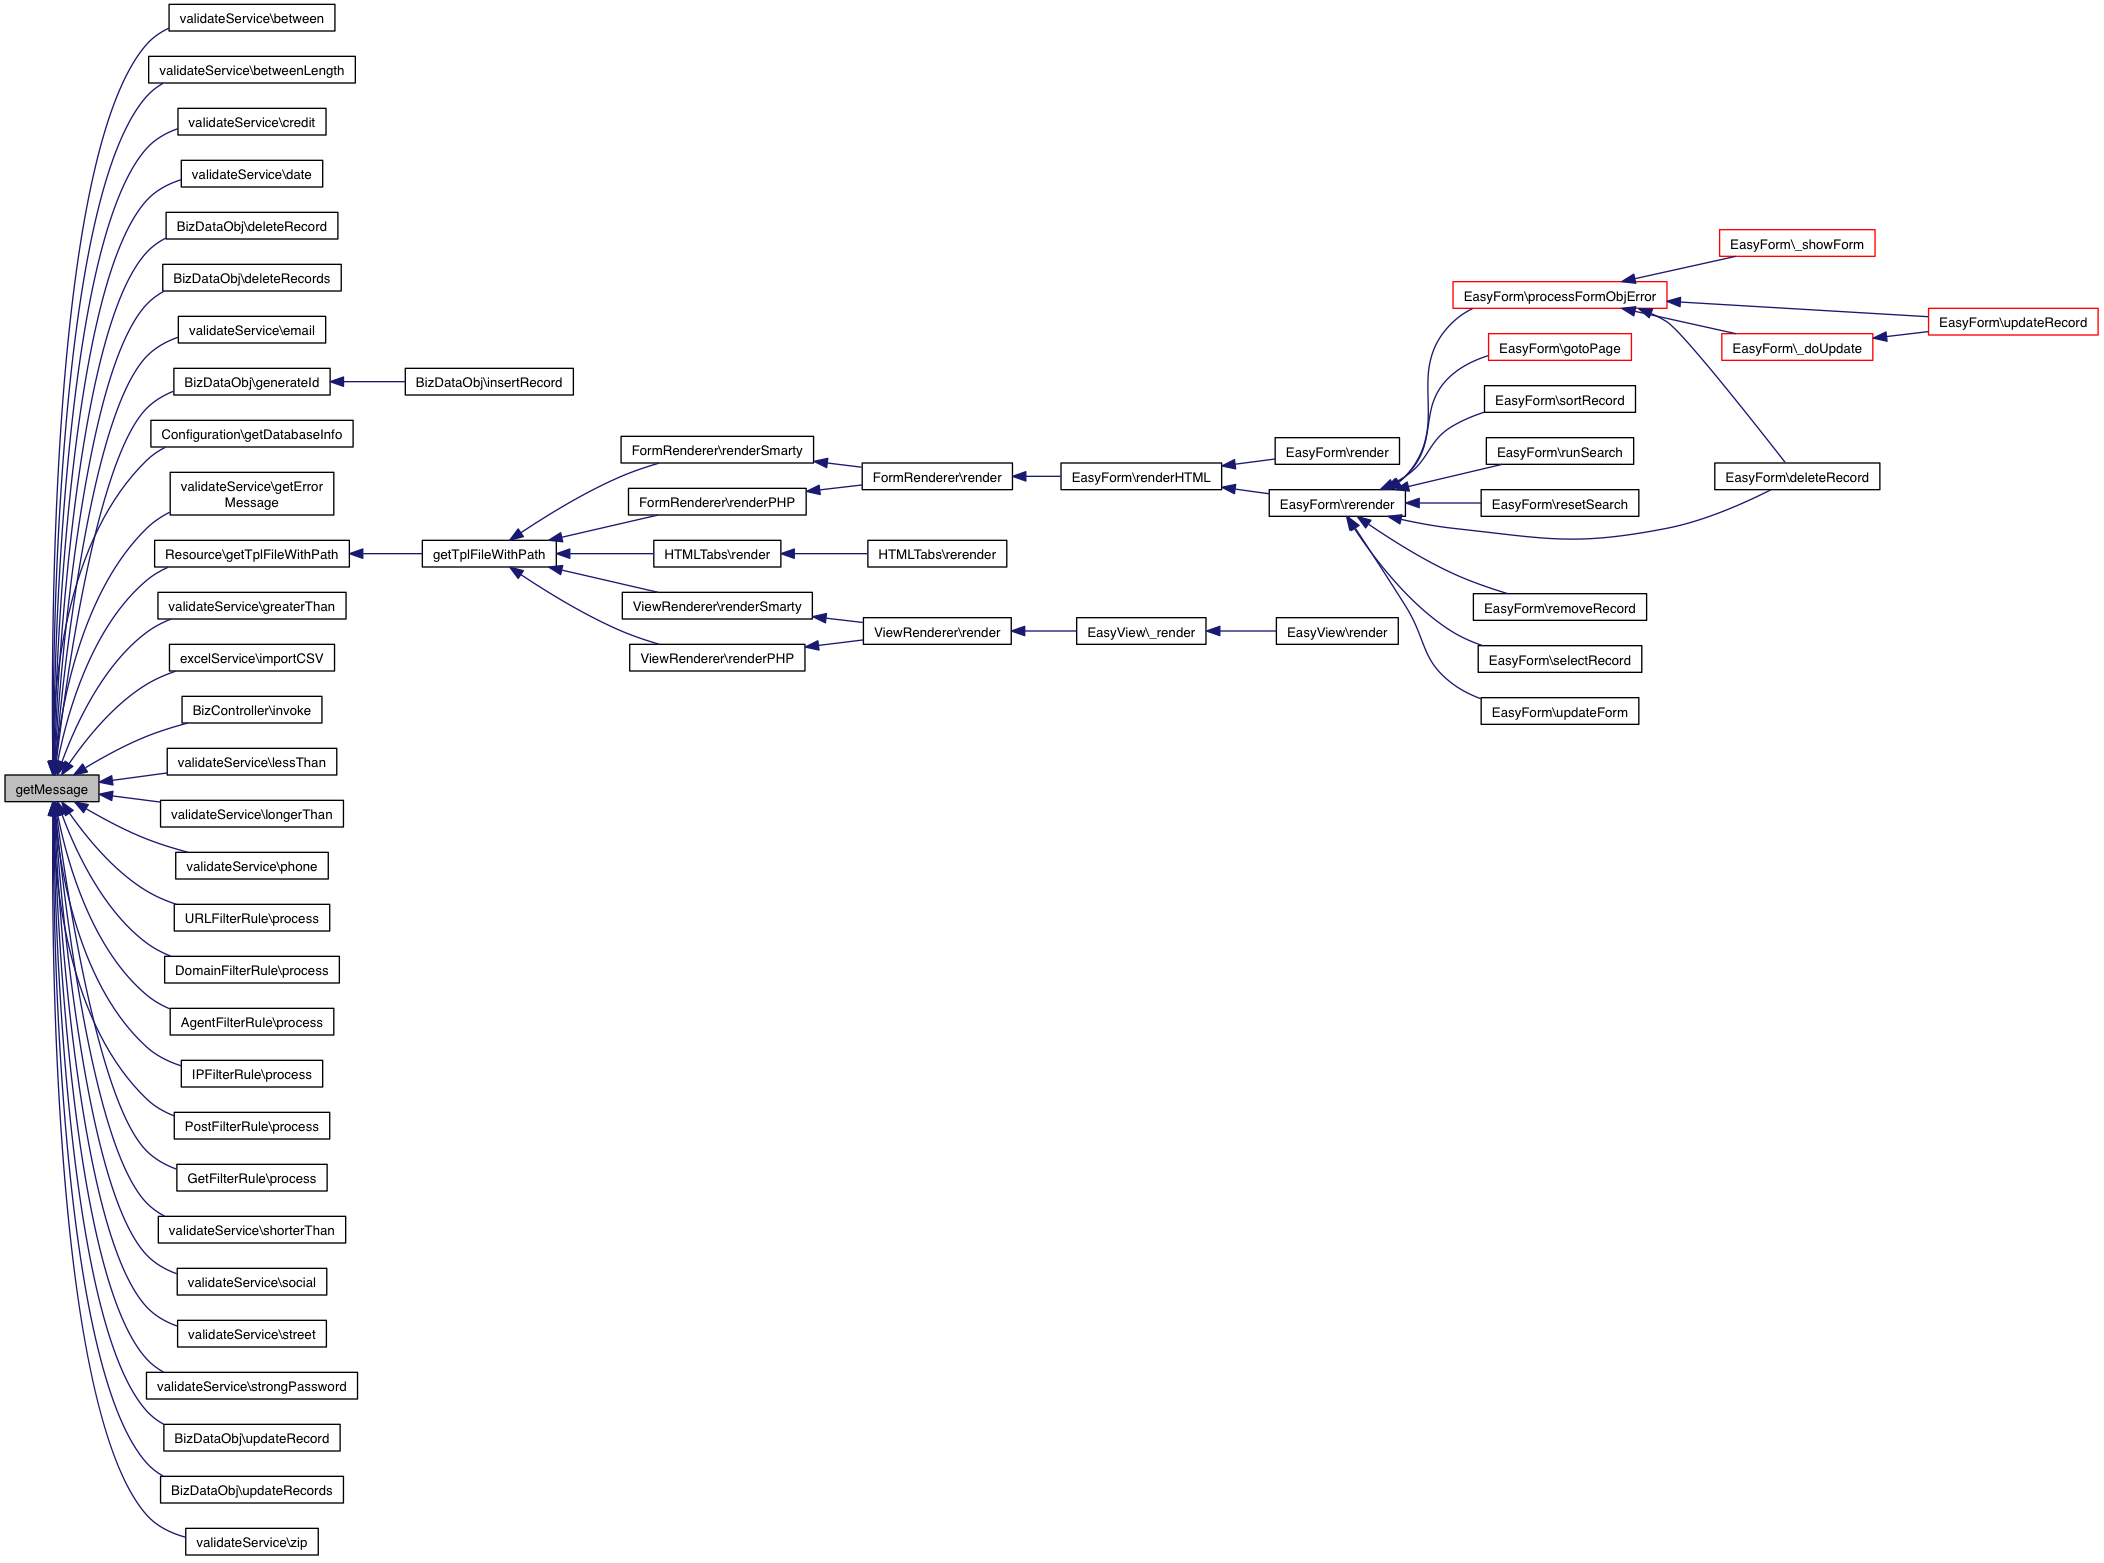 validateService\between
validateService\betweenLength
validateService\credit
validateService\date
BizDataObj\deleteRecord
BizDataObj\deleteRecords
validateService\email
BizDataObj\generateId
BizDataObj\insertRecord
Configuration\getDatabaseInfo
validateService\getError
Message
Resource\getTplFileWithPath
validateService\greaterThan
excelService\importCSV
BizController\invoke
validateService\lessThan
getMessage
validateService\longerThan
validateService\phone
URLFilterRule\process
DomainFilterRule\process
AgentFilterRule\process
IPFilterRule\process
PostFilterRule\process
GetFilterRule\process
validateService\shorterThan
validateService\social
validateService\street
validateService\strongPassword
BizDataObj\updateRecord
BizDataObj\updateRecords
validateService\zip
getTplFileWithPath
FormRenderer\renderSmarty
FormRenderer\renderPHP
HTMLTabs\render
ViewRenderer\renderSmarty
ViewRenderer\renderPHP
FormRenderer\render
HTMLTabs\rerender
ViewRenderer\render
EasyForm\renderHTML
EasyView\_render
EasyForm\render
EasyForm\rerender
EasyView\render
EasyForm\processFormObjError
EasyForm\gotoPage
EasyForm\sortRecord
EasyForm\runSearch
EasyForm\resetSearch
EasyForm\removeRecord
EasyForm\selectRecord
EasyForm\updateForm
EasyForm\_showForm
EasyForm\_doUpdate
EasyForm\deleteRecord
EasyForm\updateRecord